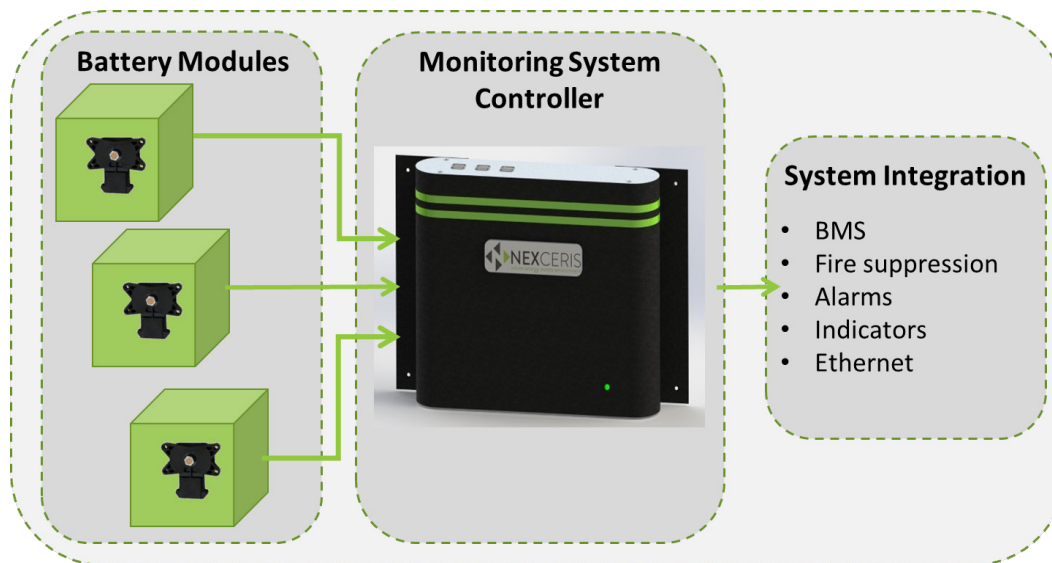 Battery Modules
Monitoring System
Controller
NEXCERIS
System Integration
• BMS
• Fire suppression
• Alarms
• Indicators
• Ethernet